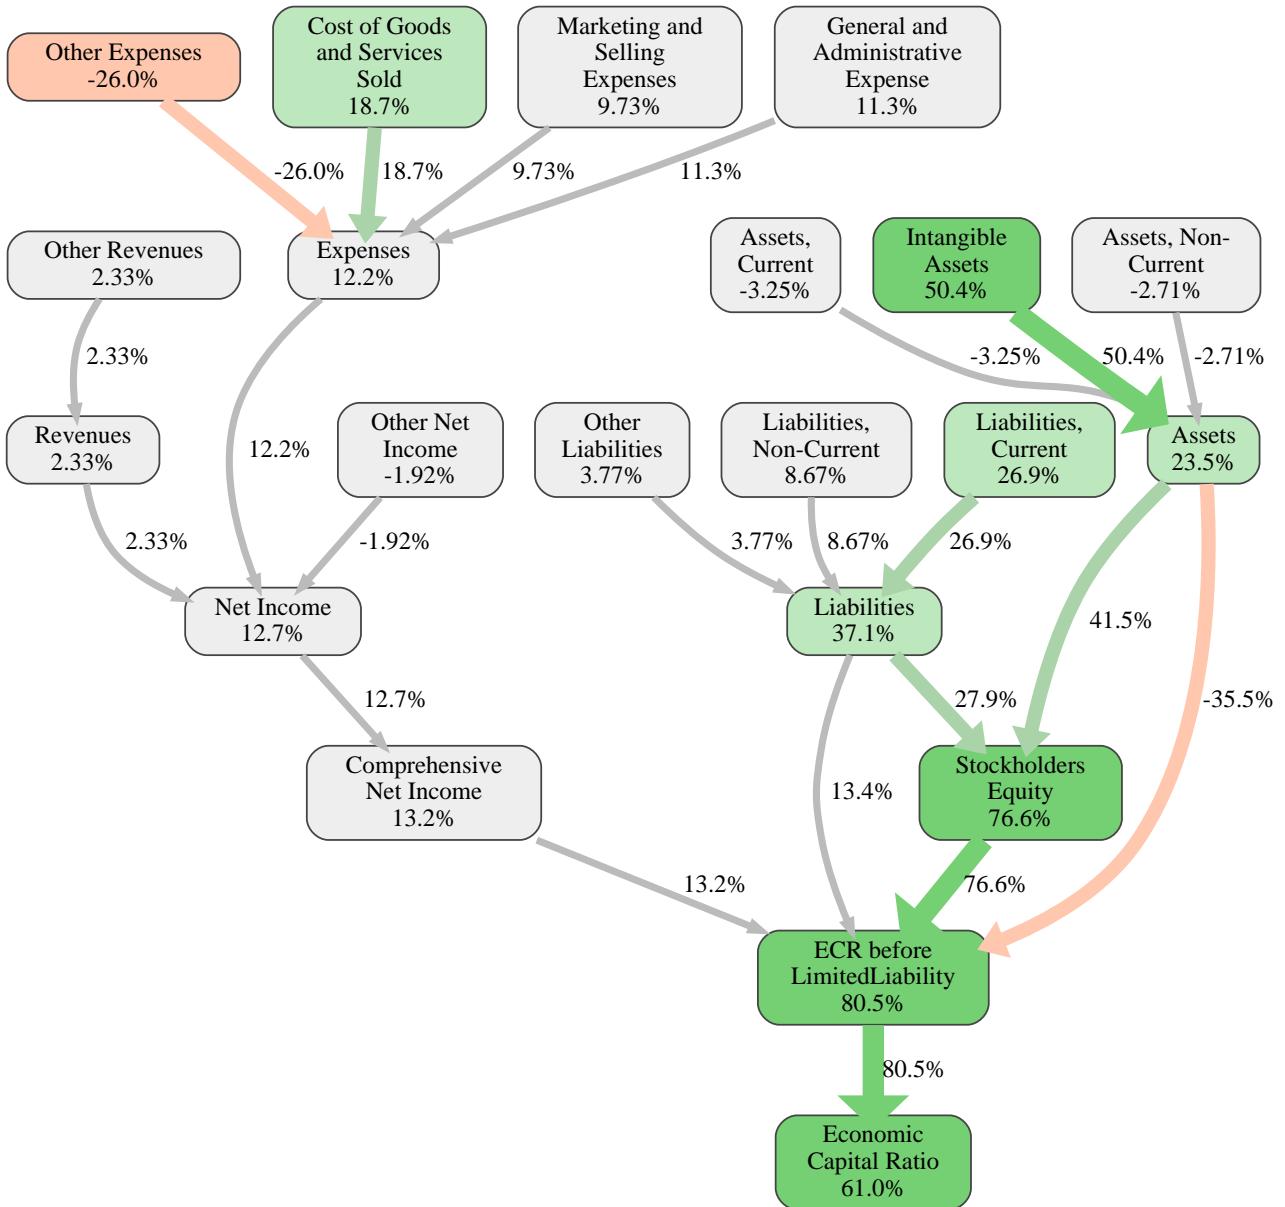 Other Expenses
-26.0%
Cost of Goods
and Services
Sold
18.7%
Marketing and
Selling
Expenses
9.73%
General and
Administrative
Expense
11.3%
-26.0%
18.7%
9.73%
11.3%
Other Revenues
2.33%
Expenses
12.2%
Assets,
Current
-3.25%
Intangible
Assets
50.4%
Assets, Non-
Current
-2.71%
2.33%
-3.25%
50.4%
-2.71%
Revenues
2.33%
12.2%
Other Net
Income
-1.92%
Other
Liabilities
3.77%
Liabilities,
Non-Current
8.67%
Liabilities,
Current
26.9%
Assets
23.5%
2.33%
-1.92%
3.77%
8.67%
26.9%
Net Income
12.7%
Liabilities
37.1%
41.5%
12.7%
27.9%
-35.5%
Comprehensive
Net Income
13.2%
13.4%
Stockholders
Equity
76.6%
13.2%
76.6%
ECR before
LimitedLiability
80.5%
80.5%
Economic
Capital Ratio
61.0%